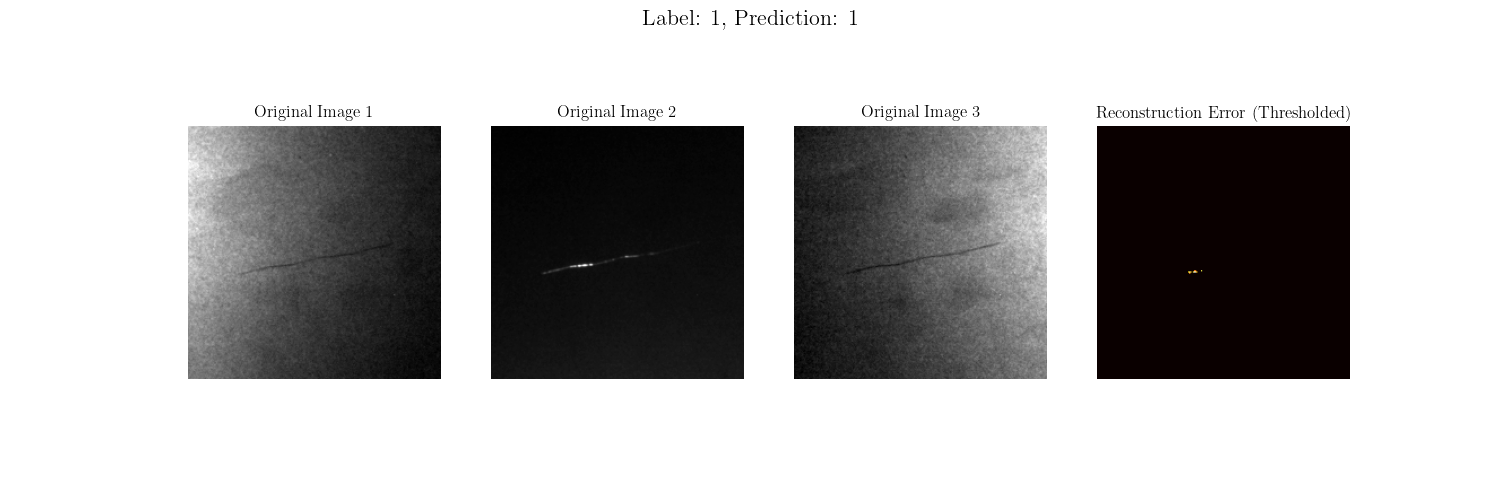 Label: 1, Prediction: 1
Original Image 1
Original Image 2
Original Image 3
Reconstruction Error (Thresholded)